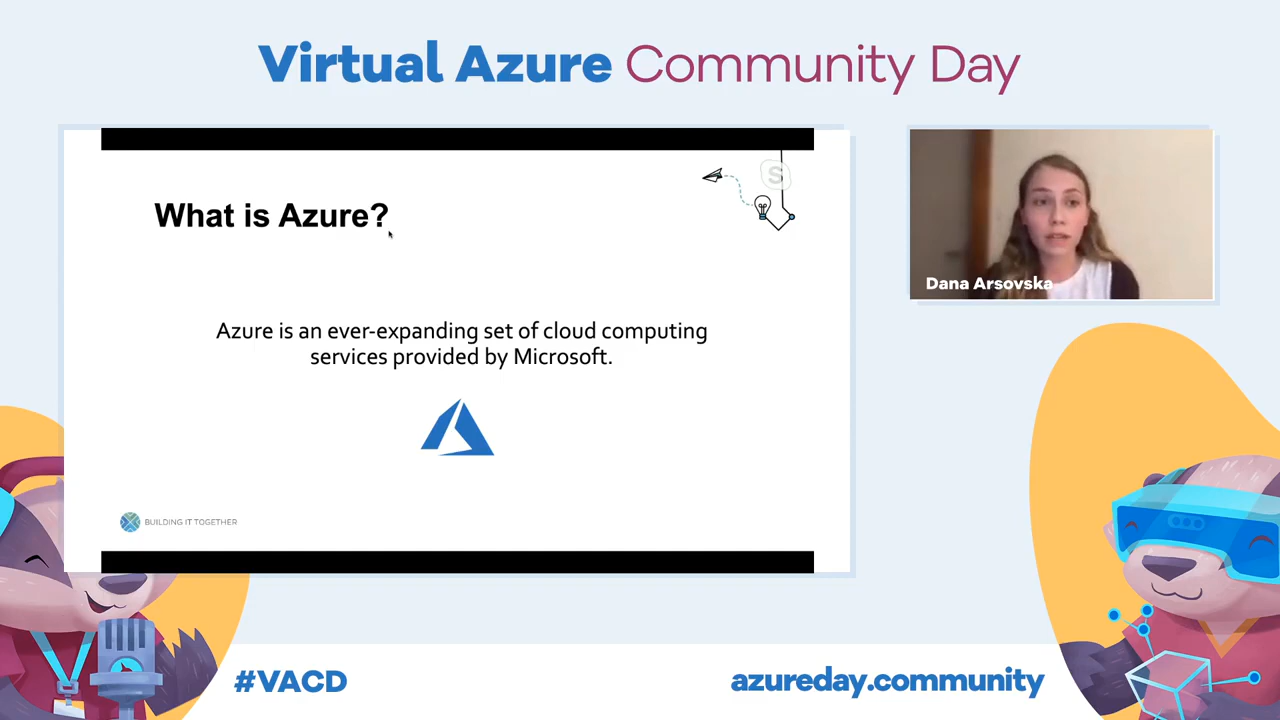 Virtual Azure Community Day
What is Azure?
S
Azure is an ever-expanding set of cloud computing
services provided by Microsoft.
BUILDING IT TOGETHER
Dana Arsovska
#VACD
azureday.community